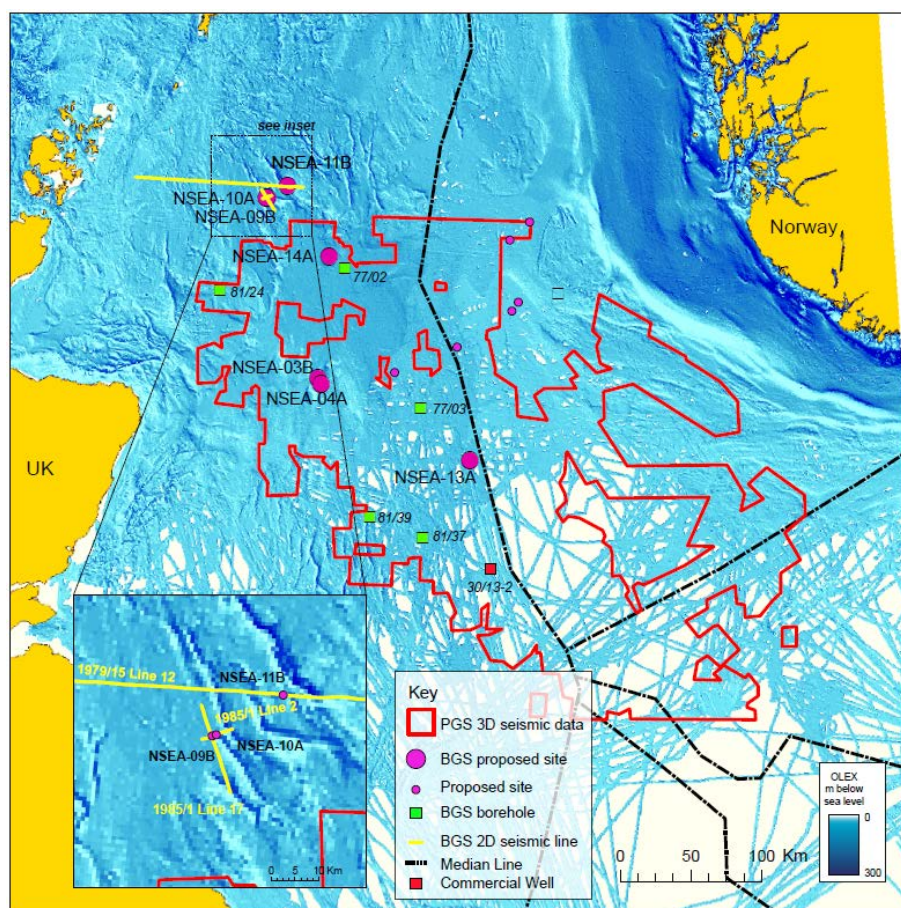 see inset
NSEA-11B
NSEA-10A
NSEA-09B
Norway
NSEA-14A
77/02
81/24
NSEA-03B
NSEA-04A
77/03
UK
NSEA-13A
81/39
81/37
30/13-2
1979/15 Line 12
NSEA-11B
1985/1 Line 2
NSEA-09B
NSEA-10A
1985/1 Line 17
0 5 10 Km
Key
PGS 3D seismic data
BGS proposed site
Proposed site
BGS borehole
BGS 2D seismic line
Median Line
Commercial Well
0 50 100 Km
OLEX
m below
sea level
0
300